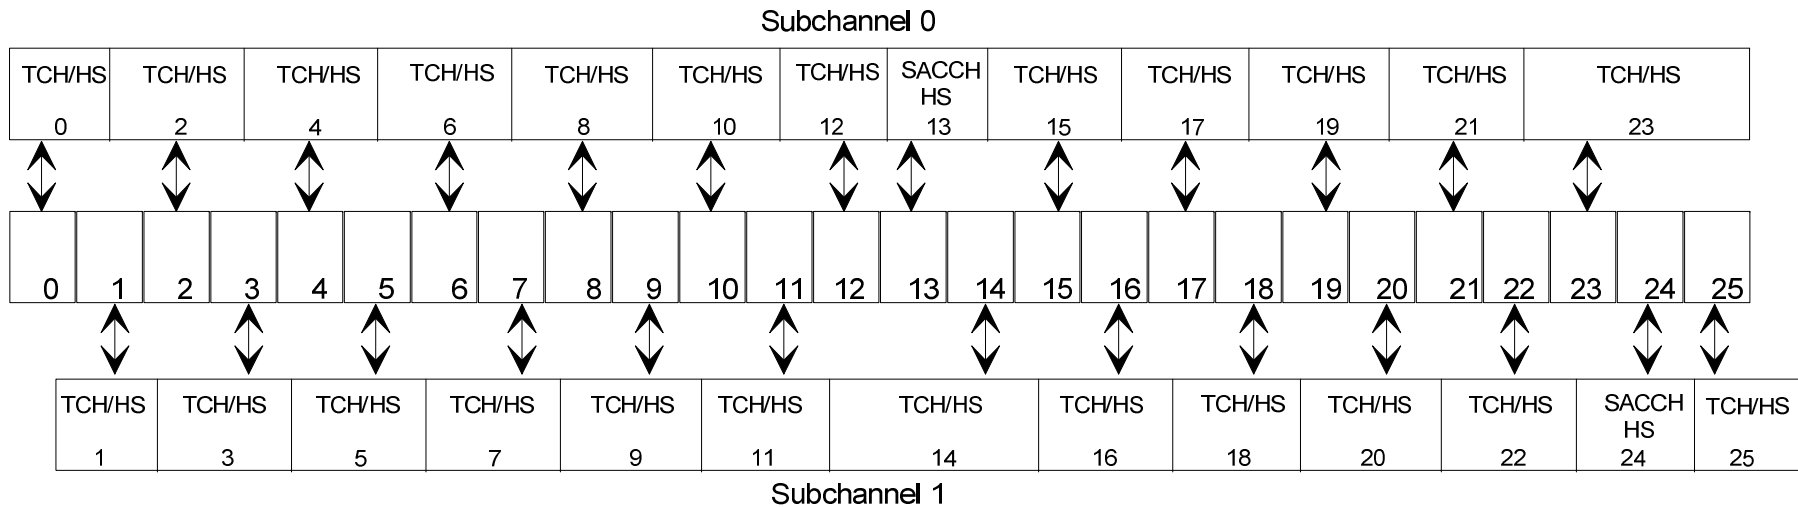 Subchannel 0
TCH/HS TCH/HS TCH/HS TCH/HS TCH/HS TCH/HS TCH/HS SACCH HS TCH/HS TCH/HS TCH/HS TCH/HS TCH/HS
0 2 4 6 8 10 12 13 15 17 19 21 23
0 1 2 3 4 5 6 7 8 9 10 11 12 13 14 15 16 17 18 19 20 21 22 23 24 25
TCH/HS TCH/HS TCH/HS TCH/HS TCH/HS TCH/HS TCH/HS TCH/HS TCH/HS TCH/HS TCH/HS SACCH HS TCH/HS
1 3 5 7 9 11 14 16 18 20 22 24 25
Subchannel 1